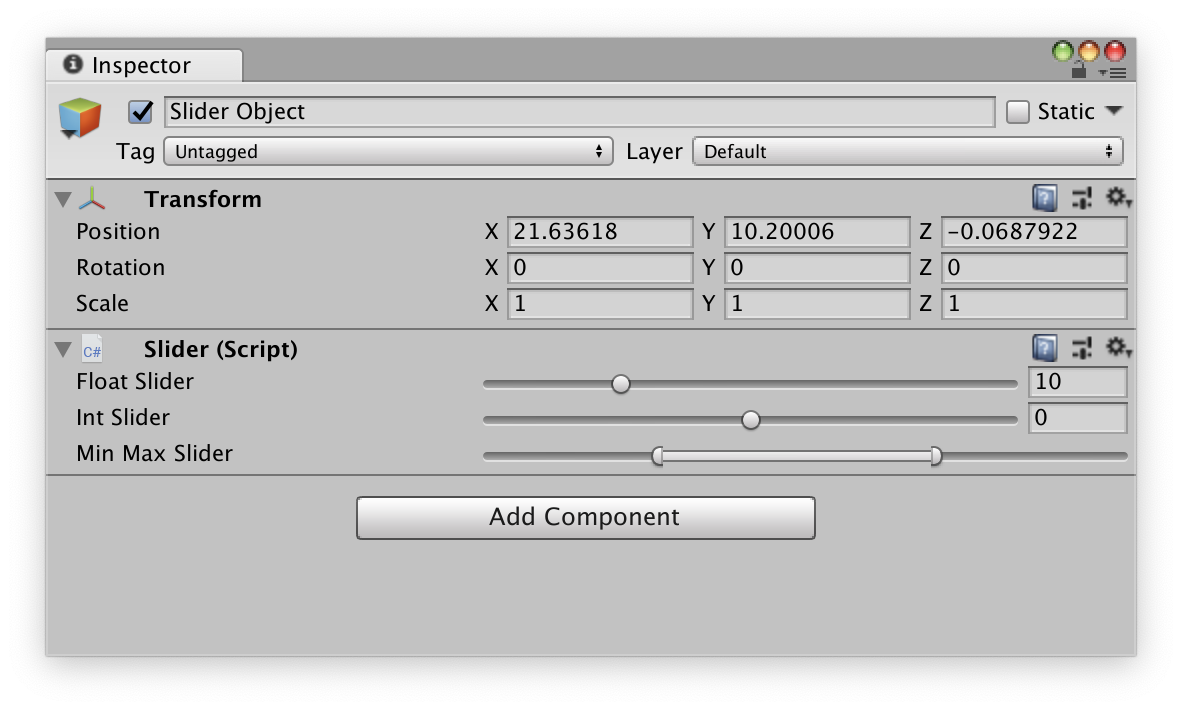 Inspector
Slider Object Static
Tag Untagged Layer Default
Transform
Position X 21.63618 Y 10.20006 Z -0.0687922
Rotation X 0 Y 0 Z 0
Scale X 1 Y 1 Z 1
C# Slider (Script)
Float Slider 10
Int Slider 0
Min Max Slider
Add Component